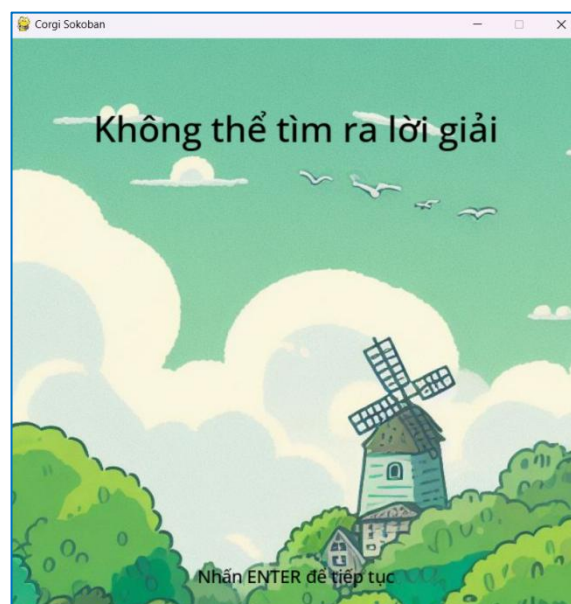 Corgi Sokoban
Không thể tìm ra lời giải
Nhấn ENTER để tiếp tục